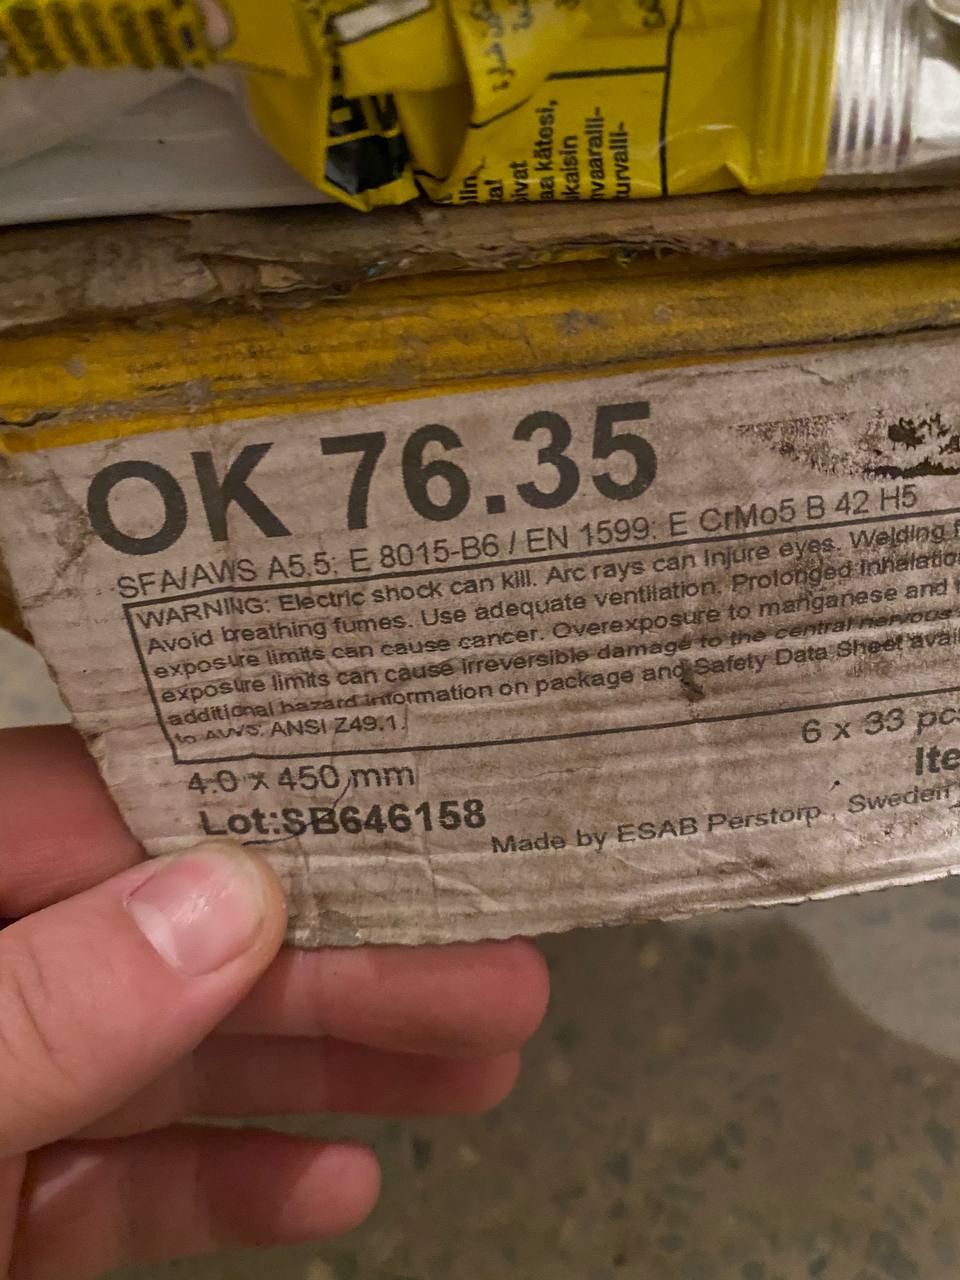 kätesi,
OK 76.35
SFA/AWS A5.5: E 8015-B6 / EN 1599: E CrMo5 B 42 H5
WARNING: Electric shock can kill. Arc rays can injure eyes. Welding
Avoid breathing fumes. Use adequate ventilation. Prolonged inhalatio
exposure limits can cause cancer. Overexposure to manganese and
exposure limits can cause irreversible damage to the central nervous
additional hazard information on package and Safety Data Sheet avai
to AWS: ANSI Z49.1.
6 x 33 pcs
4.0 x 450 mm
Ite
Lot:SB646158
Made by ESAB Perstorp, Sweden